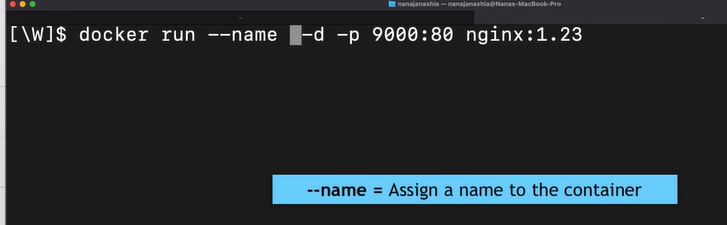 nanajanashia — nanajanashia@Nanas-MacBook-Pro
[\W]$ docker run --name -d -p 9000:80 nginx:1.23
--name = Assign a name to the container